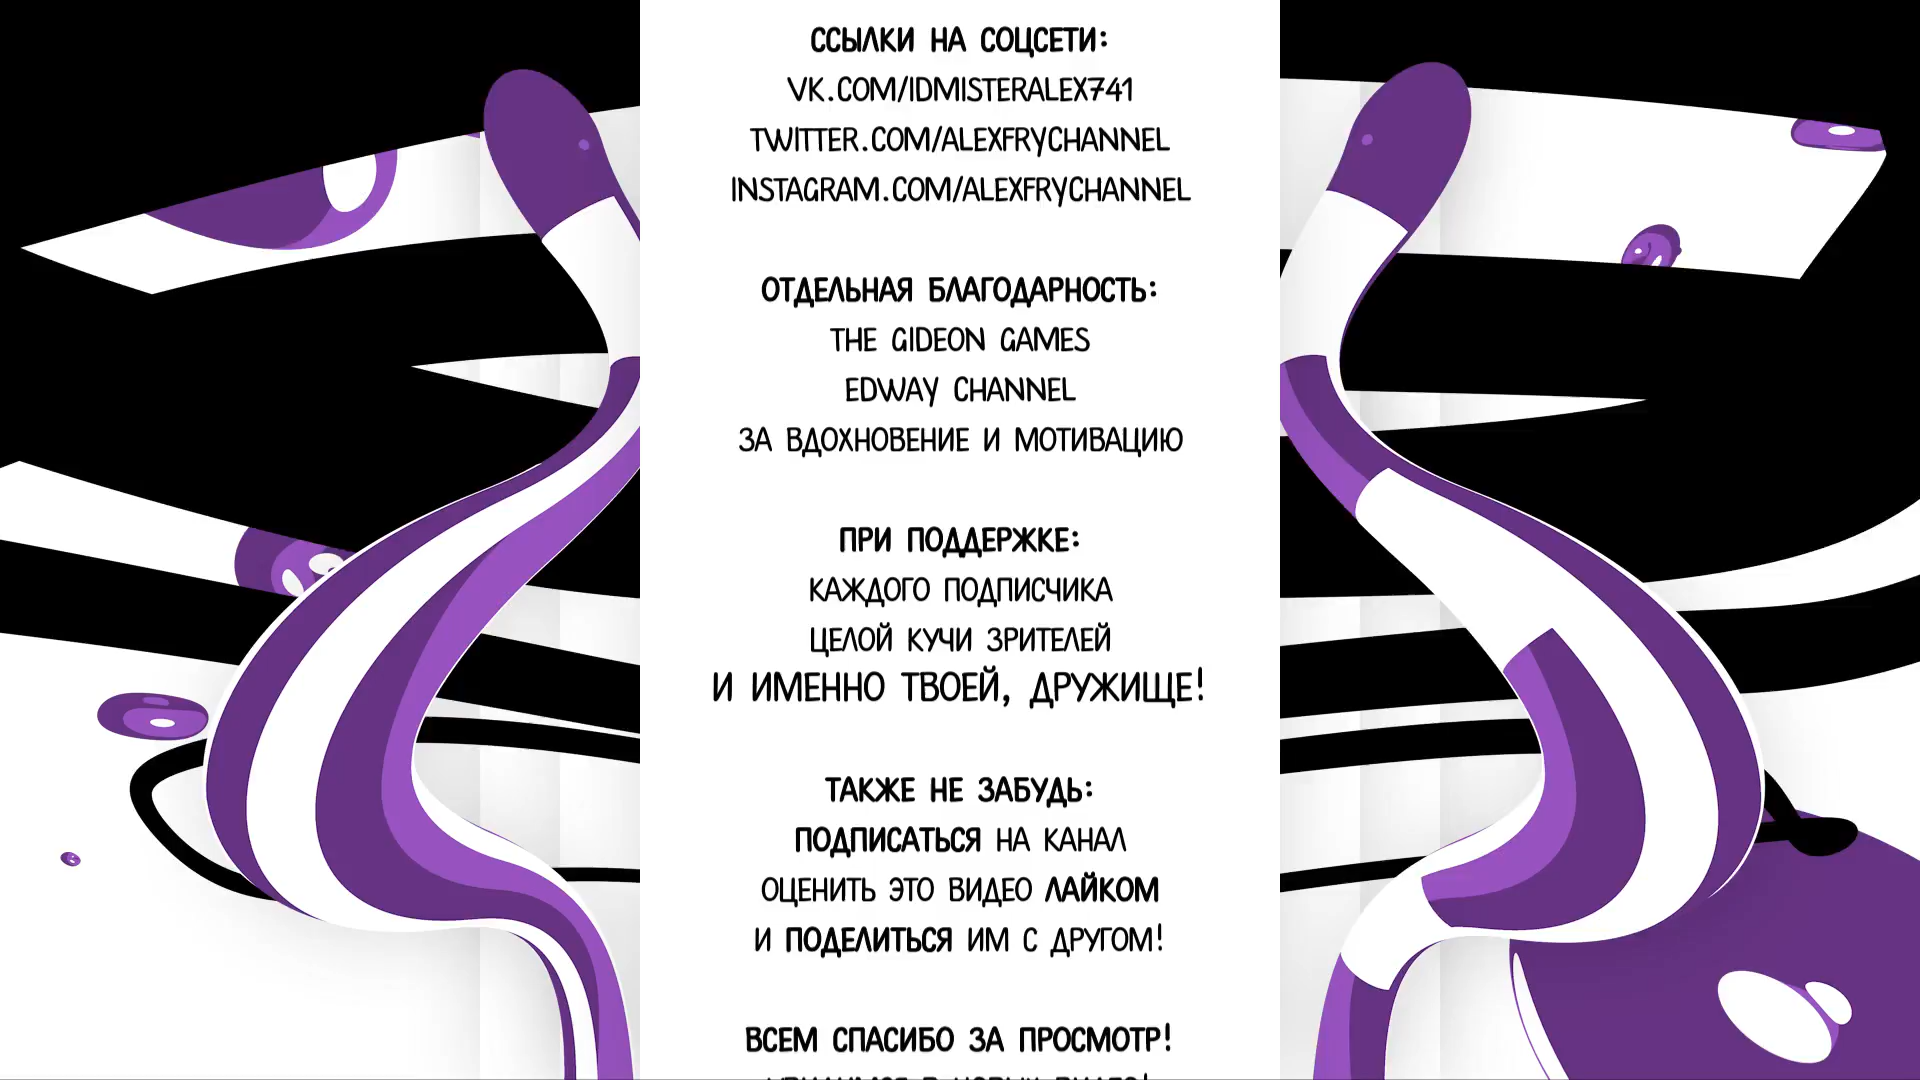 ССЫЛКИ НА СОЦСЕТИ:
VK.COM/IDMISTERALEX741
TWITTER.COM/ALEXFRYCHANNEL
INSTAGRAM.COM/ALEXFRYCHANNEL
ОТДЕЛЬНАЯ БЛАГОДАРНОСТЬ:
THE GIDEON GAMES
EDWAY CHANNEL
ЗА ВДОХНОВЕНИЕ И МОТИВАЦИЮ
ПРИ ПОДДЕРЖКЕ:
КАЖДОГО ПОДПИСЧИКА
ЦЕЛОЙ КУЧИ ЗРИТЕЛЕЙ
И ИМЕННО ТВОЕЙ, ДРУЖИЩЕ!
ТАКЖЕ НЕ ЗАБУДЬ:
ПОДПИСАТЬСЯ НА КАНАЛ
ОЦЕНИТЬ ЭТО ВИДЕО ЛАЙКОМ
И ПОДЕЛИТЬСЯ ИМ С ДРУГОМ!
ВСЕМ СПАСИБО ЗА ПРОСМОТР!